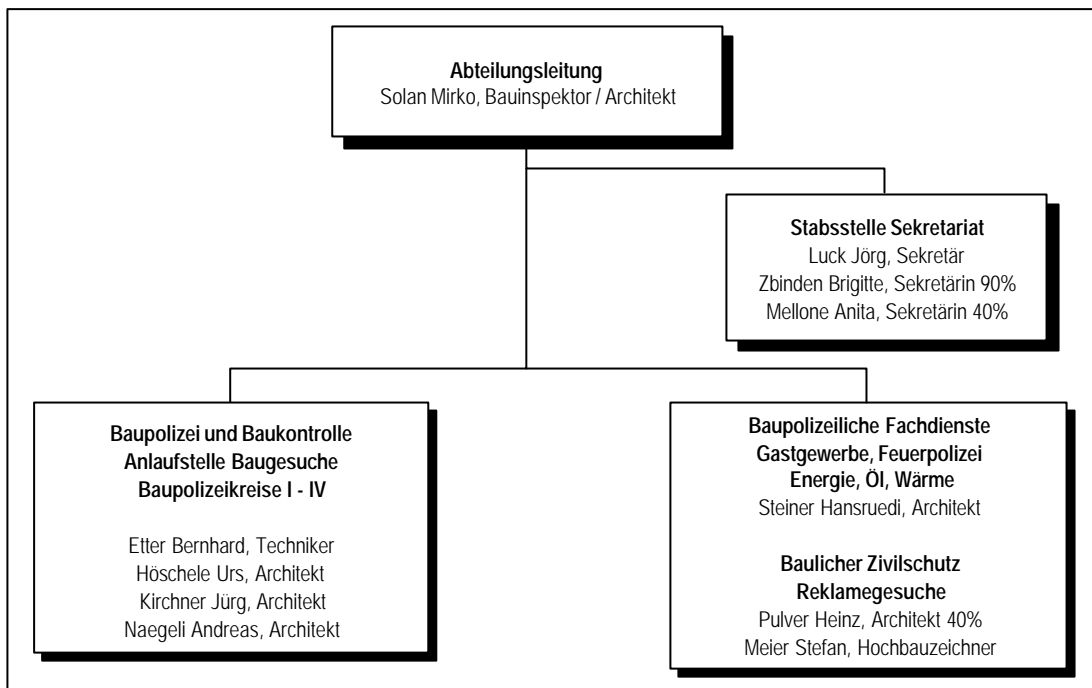 Abteilungsleitung
Solan Mirko, Bauinspektor / Architekt
Stabsstelle Sekretariat
Luck Jörg, Sekretär
Zbinden Brigitte, Sekretärin 90%
Mellone Anita, Sekretärin 40%
Baupolizei und Baukontrolle
Anlaufstelle Baugesuche
Baupolizeikreise I - IV
Etter Bernhard, Techniker
Höschele Urs, Architekt
Kirchner Jürg, Architekt
Naegeli Andreas, Architekt
Baupolizeiliche Fachdienste
Gastgewerbe, Feuerpolizei
Energie, Öl, Wärme
Steiner Hansruedi, Architekt
Baulicher Zivilschutz
Reklamegesuche
Pulver Heinz, Architekt 40%
Meier Stefan, Hochbauzeichner